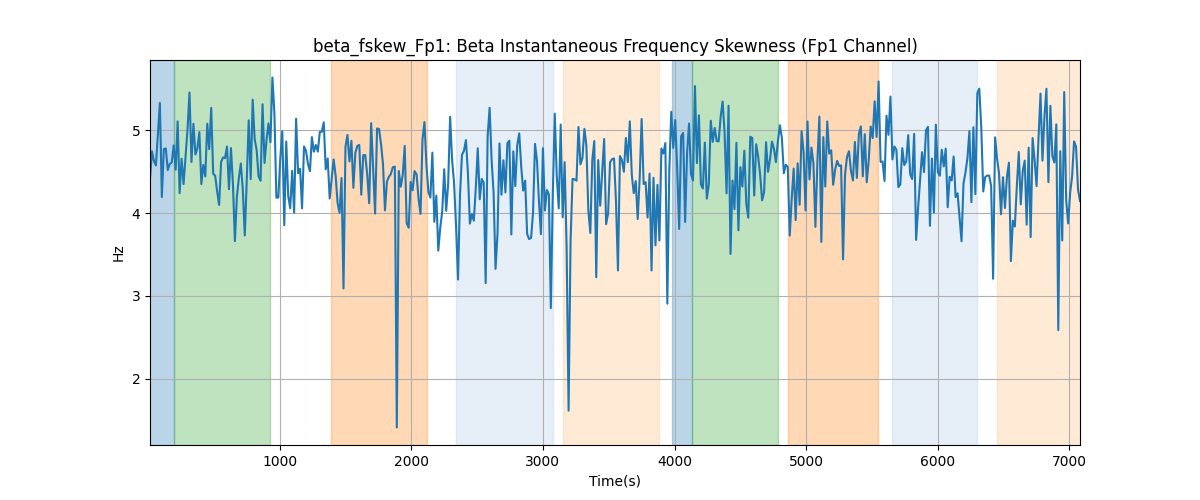 beta_fskew_Fp1: Beta Instantaneous Frequency Skewness (Fp1 Channel)
Hz
5
4
3
2
1000 2000 3000 4000 5000 6000 7000
Time(s)